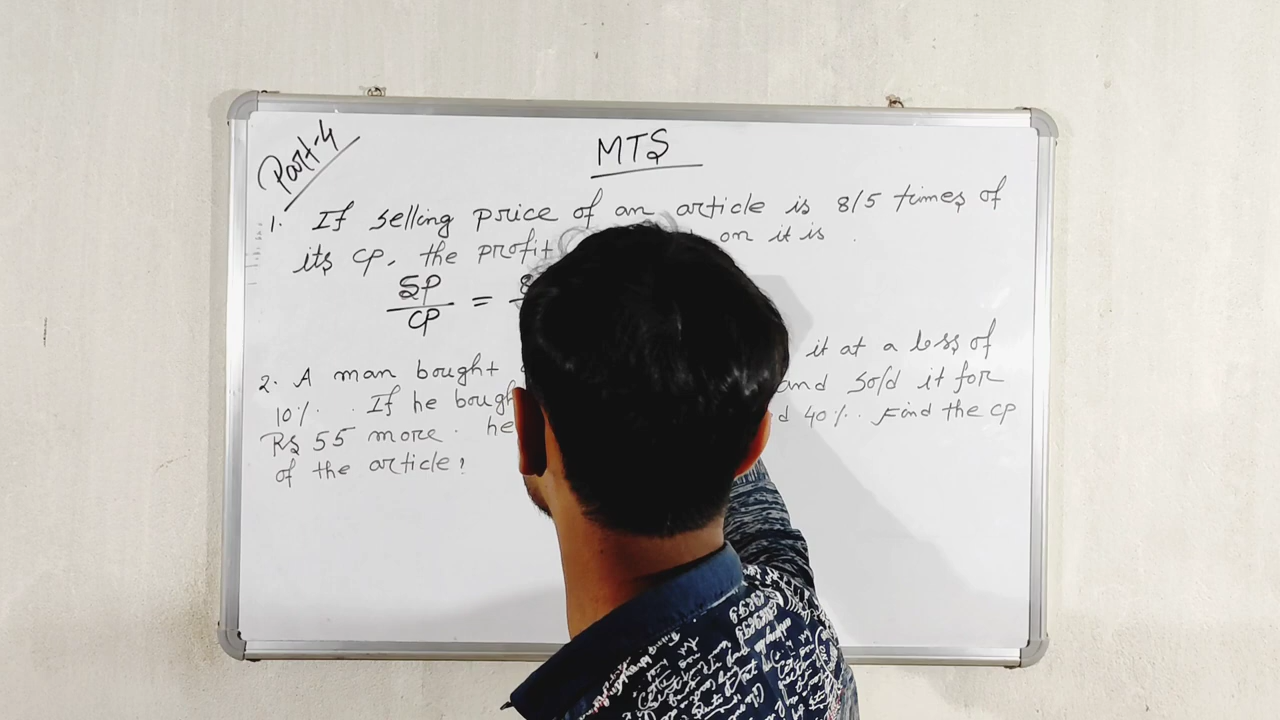 Part-4
MTS
1. If selling price of an article is 8/5 times of
its CP, the profit on it is .
SP
CP
= 8
2. A man bought it at a loss of
10%. If he bough and sold it for
Rs 55 more. he d 40%. Find the CP
of the article?